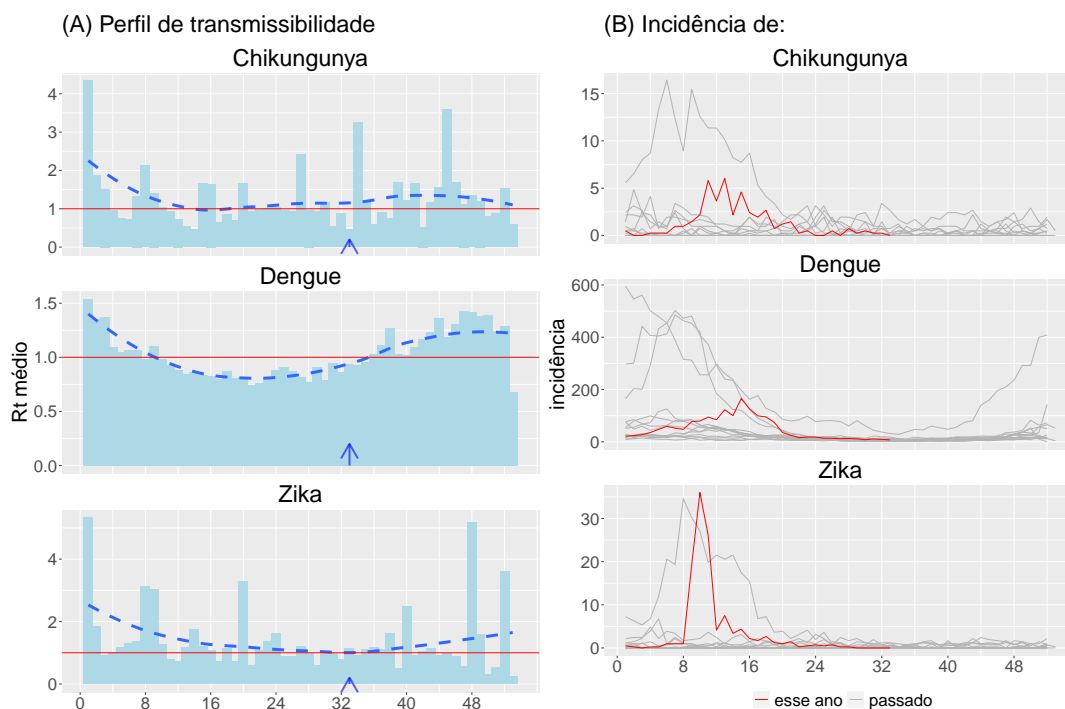 (A) Perfil de transmissibilidade
Chikungunya
4
3
2
1
0
Dengue
1.5
1.0
0.5
0.0
Rt médio
Zika
4
2
0
0 8 16 24 32 40 48
(B) Incidência de:
Chikungunya
15
10
5
0
Dengue
600
400
200
0
incidência
Zika
30
20
10
0
0 8 16 24 32 40 48
esse ano passado